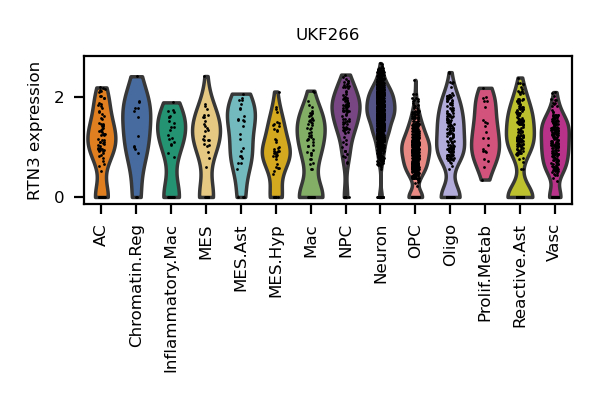 UKF266
RTN3 expression
2
0
AC
Chromatin.Reg
Inflammatory.Mac
MES
MES.Ast
MES.Hyp
Mac
NPC
Neuron
OPC
Oligo
Prolif.Metab
Reactive.Ast
Vasc